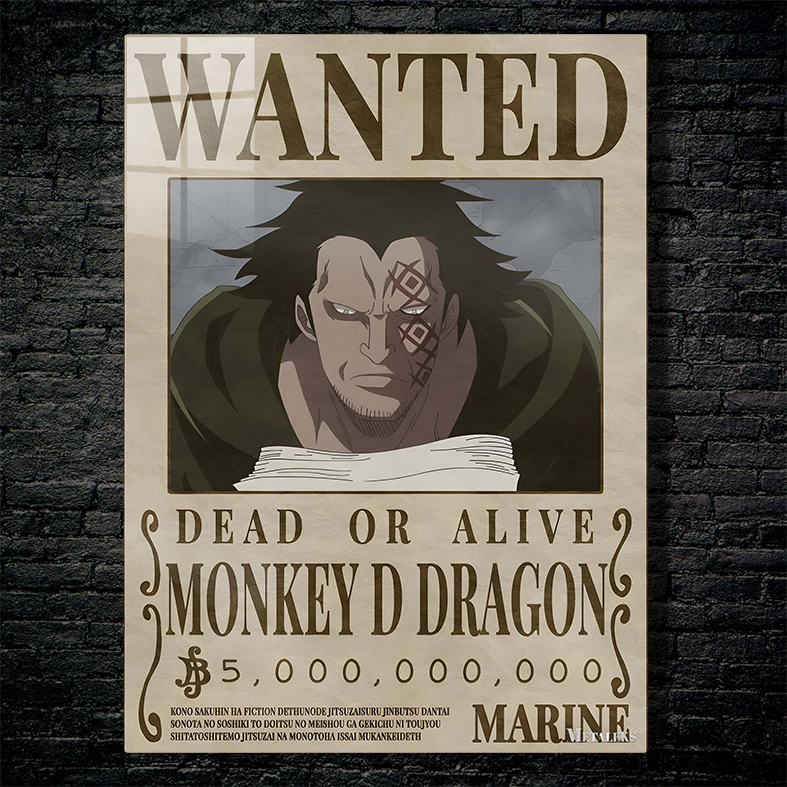 WANTED
DEAD OR ALIVE
MONKEY D DRAGON
฿5,000,000,000
KONO SAKUHIN HA FICTION DETHUNODE JITSUZAISURU JINBUTSU DANTAI
SONOTA NO SOSHIKI TO DOITSU NO MEISHOU GA GEKICHU NI TOUJYOU
SHITATOSHITEMO JITSUZAI NA MONOTOHA ISSAI MUKANKEIDETH
MARINE
METALEKS